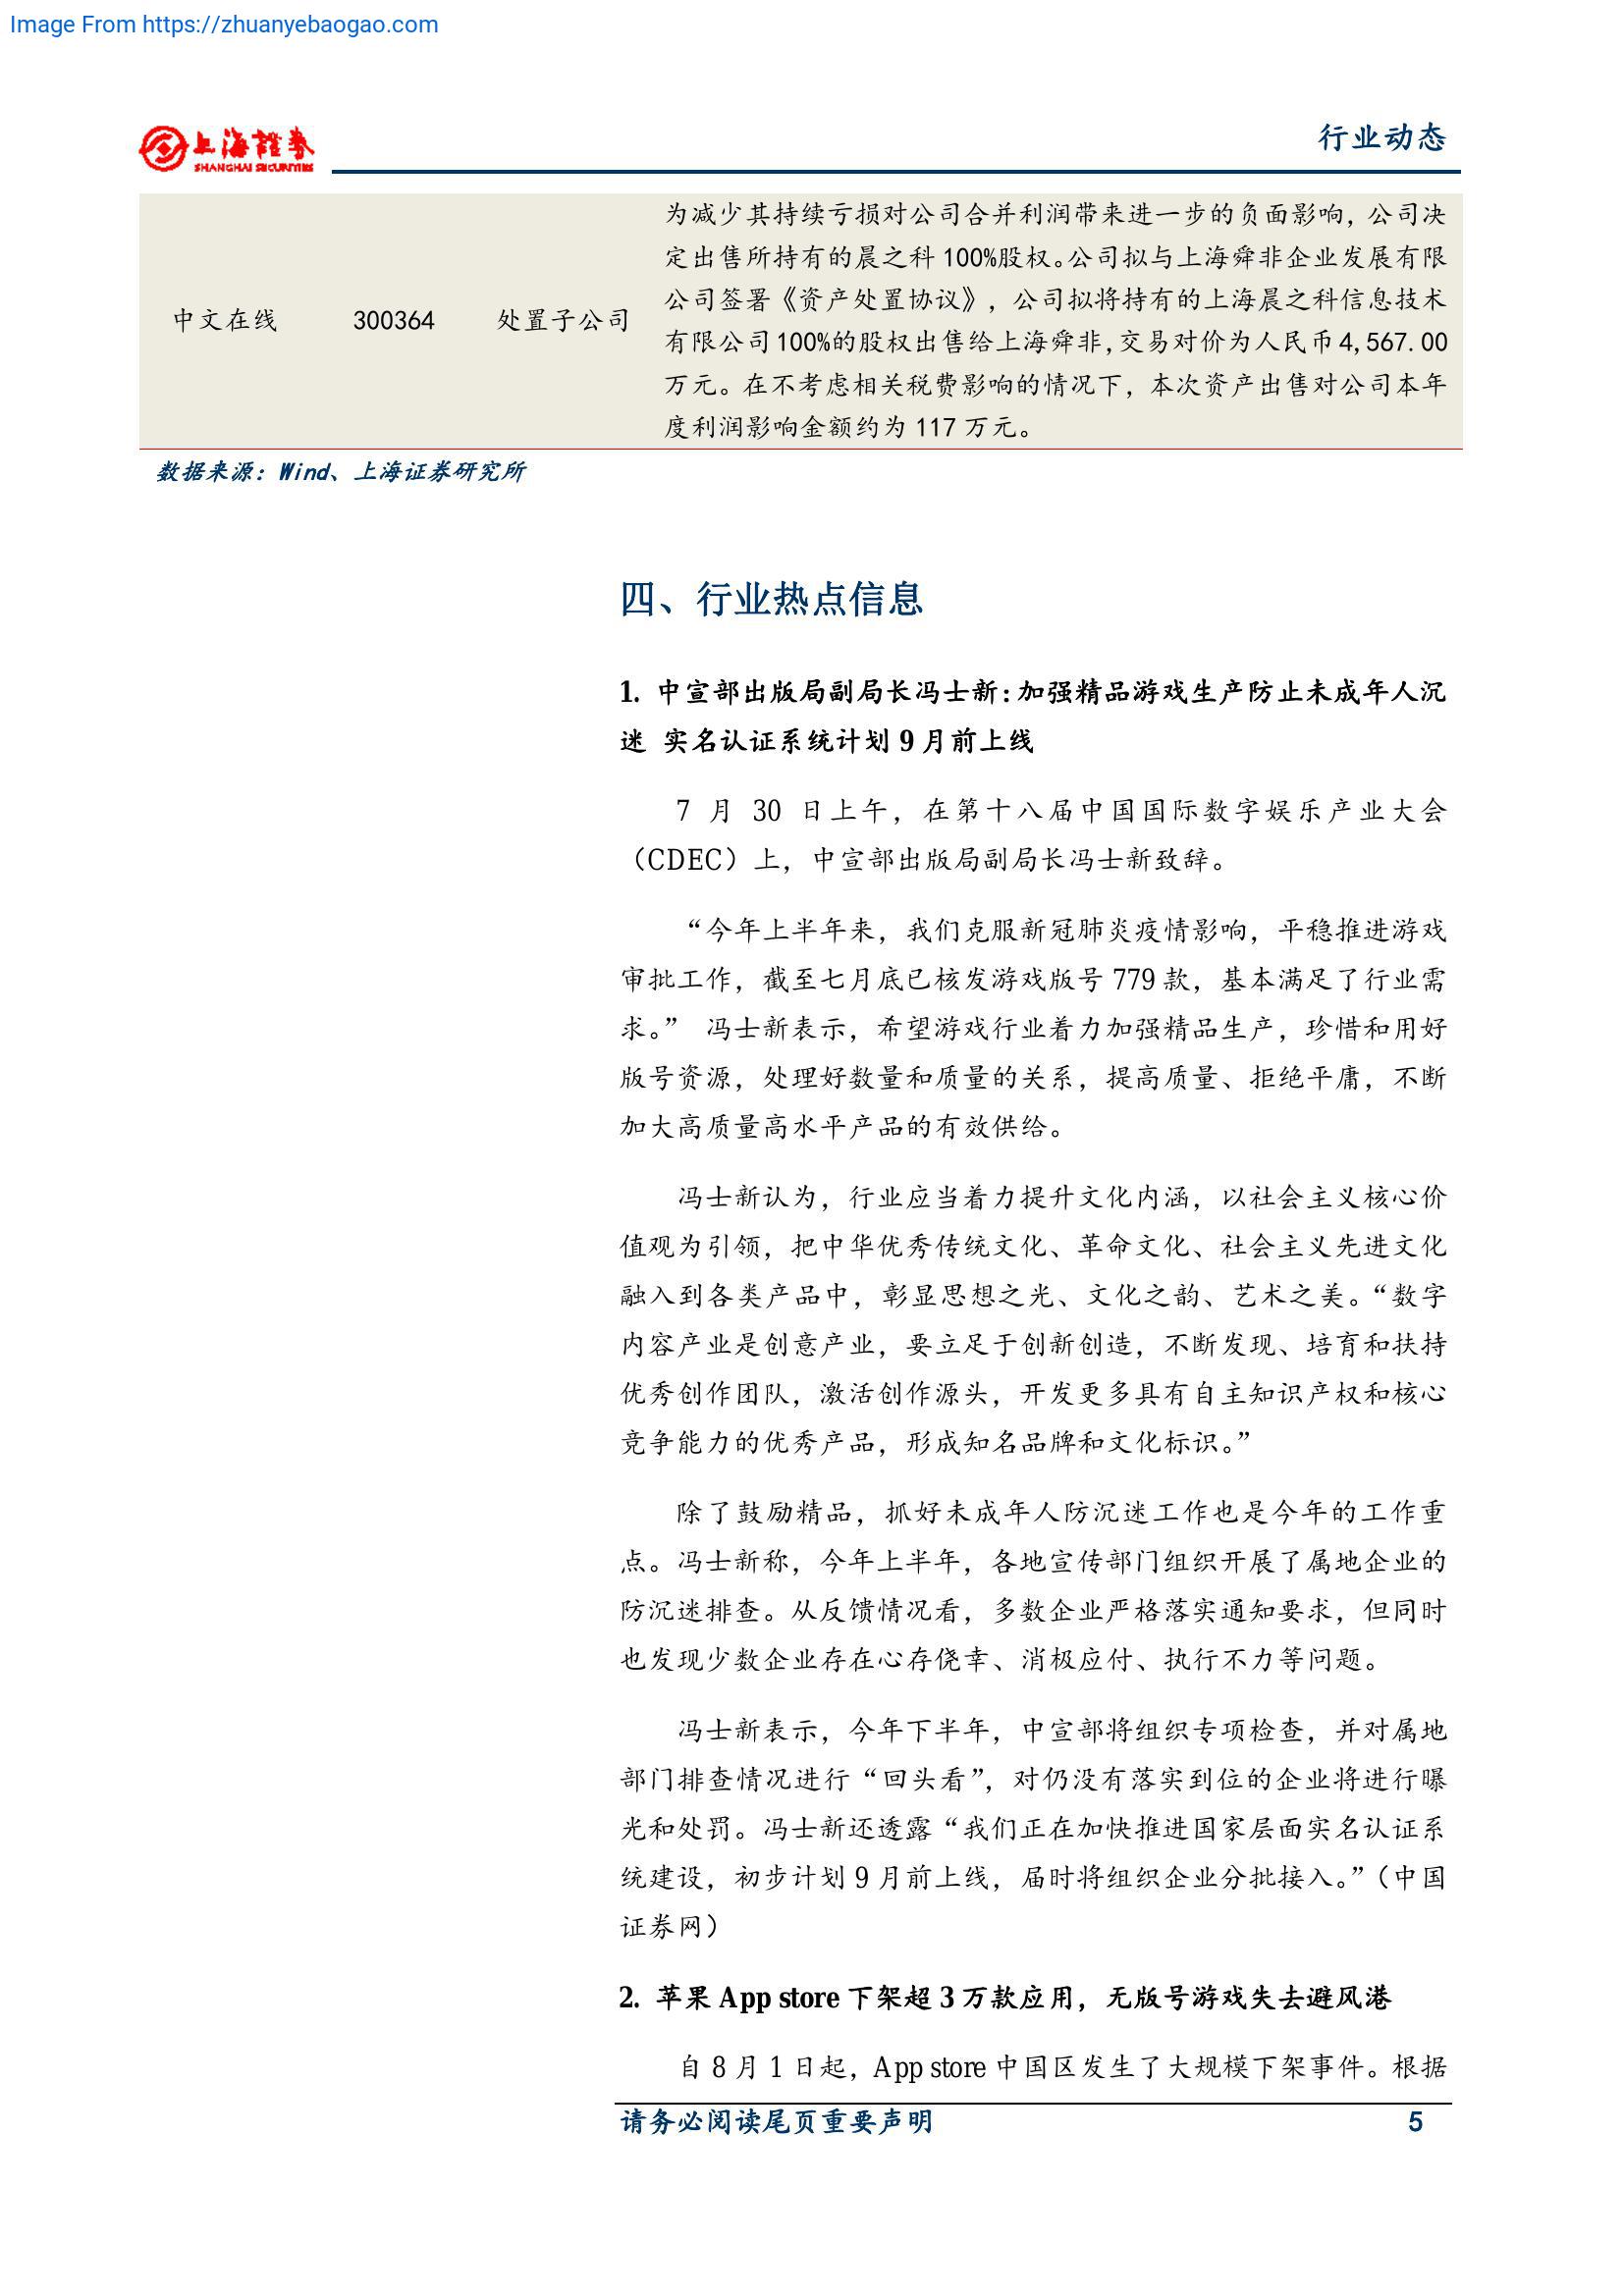 Image From https://zhuanyebaogao.com
上海證券
SHANGHAI SECURITIES
行业动态
中文在线 300364 处置子公司
为减少其持续亏损对公司合并利润带来进一步的负面影响，公司决
定出售所持有的晨之科 100%股权。公司拟与上海舜非企业发展有限
公司签署《资产处置协议》，公司拟将持有的上海晨之科信息技术
有限公司 100%的股权出售给上海舜非,交易对价为人民币 4,567.00
万元。在不考虑相关税费影响的情况下，本次资产出售对公司本年
度利润影响金额约为 117 万元。
数据来源：Wind、上海证券研究所
四、行业热点信息
1. 中宣部出版局副局长冯士新：加强精品游戏生产防止未成年人沉
迷 实名认证系统计划 9 月前上线
7 月 30 日上午，在第十八届中国国际数字娱乐产业大会
（CDEC）上，中宣部出版局副局长冯士新致辞。
“今年上半年来，我们克服新冠肺炎疫情影响，平稳推进游戏
审批工作，截至七月底已核发游戏版号 779 款，基本满足了行业需
求。” 冯士新表示，希望游戏行业着力加强精品生产，珍惜和用好
版号资源，处理好数量和质量的关系，提高质量、拒绝平庸，不断
加大高质量高水平产品的有效供给。
冯士新认为，行业应当着力提升文化内涵，以社会主义核心价
值观为引领，把中华优秀传统文化、革命文化、社会主义先进文化
融入到各类产品中，彰显思想之光、文化之韵、艺术之美。“数字
内容产业是创意产业，要立足于创新创造，不断发现、培育和扶持
优秀创作团队，激活创作源头，开发更多具有自主知识产权和核心
竞争能力的优秀产品，形成知名品牌和文化标识。”
除了鼓励精品，抓好未成年人防沉迷工作也是今年的工作重
点。冯士新称，今年上半年，各地宣传部门组织开展了属地企业的
防沉迷排查。从反馈情况看，多数企业严格落实通知要求，但同时
也发现少数企业存在心存侥幸、消极应付、执行不力等问题。
冯士新表示，今年下半年，中宣部将组织专项检查，并对属地
部门排查情况进行“回头看”，对仍没有落实到位的企业将进行曝
光和处罚。冯士新还透露“我们正在加快推进国家层面实名认证系
统建设，初步计划 9 月前上线，届时将组织企业分批接入。”（中国
证券网）
2. 苹果 App store 下架超 3 万款应用，无版号游戏失去避风港
自 8 月 1 日起，App store 中国区发生了大规模下架事件。根据
请务必阅读尾页重要声明 5